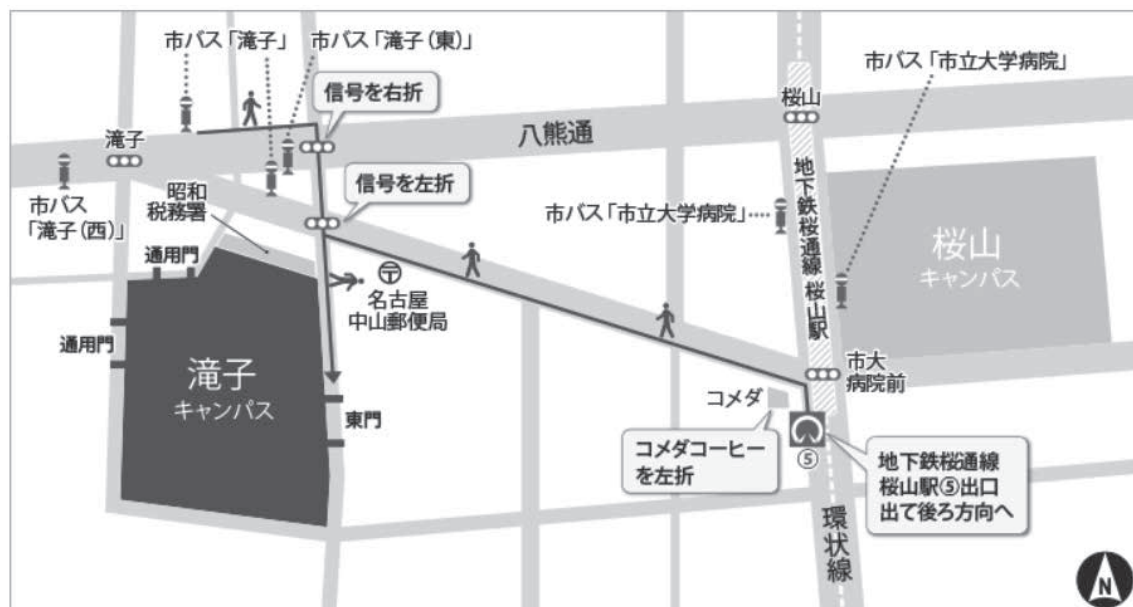 市バス「滝子」
市バス「滝子(東)」
市バス「市立大学病院」
信号を右折
桜山
滝子
八熊通
信号を左折
昭和
税務署
市バス
「滝子(西)」
通用門
地下鉄桜通線 桜山駅
市バス「市立大学病院」
桜山
キャンパス
〒
名古屋
中山郵便局
通用門
滝子
キャンパス
市大
病院前
コメダ
東門
コメダコーヒー
を左折
⑤
地下鉄桜通線
桜山駅⑤出口
出て後ろ方向へ
環状線
N